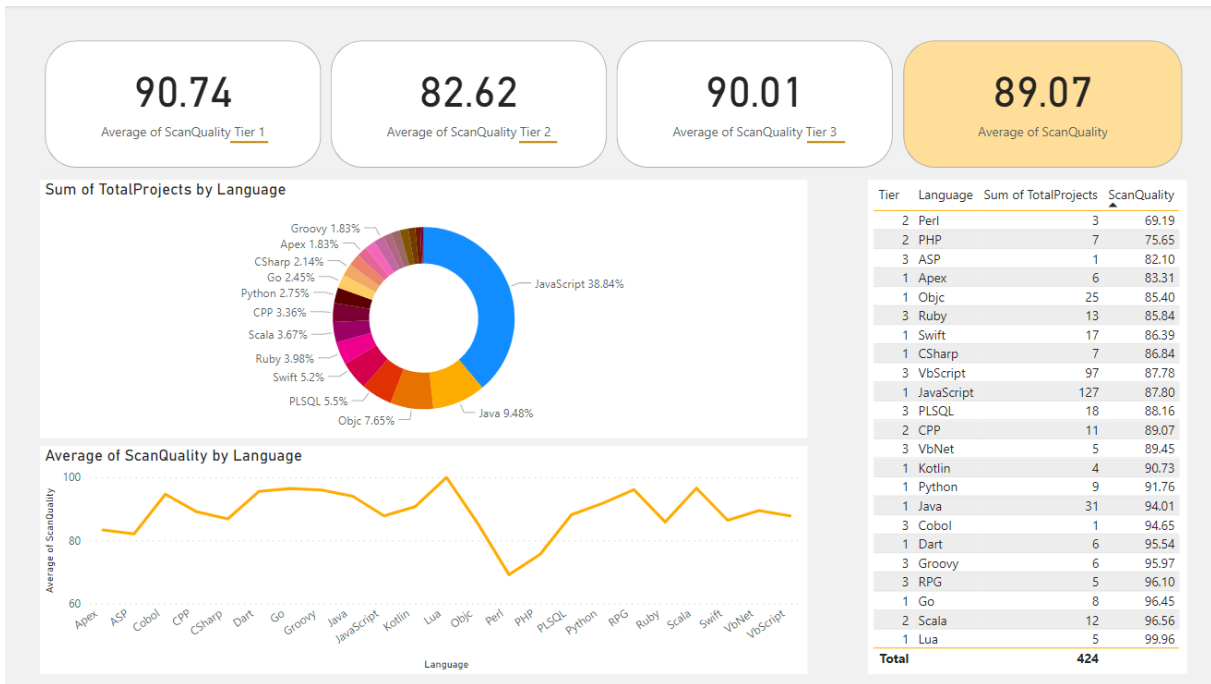 90.74
Average of ScanQuality Tier 1
82.62
Average of ScanQuality Tier 2
90.01
Average of ScanQuality Tier 3
89.07
Average of ScanQuality
Sum of TotalProjects by Language
Groovy 1.83%
Apex 1.83%
CSharp 2.14%
Go 2.45%
Python 2.75%
CPP 3.36%
Scala 3.67%
Ruby 3.98%
Swift 5.2%
PLSQL 5.5%
Objc 7.65%
Java 9.48%
JavaScript 38.84%
Average of ScanQuality by Language
Average of ScanQuality
100
80
60
Apex
ASP
Cobol
CPP
CSharp
Dart
Go
Groovy
Java
JavaScript
Kotlin
Lua
Objc
Perl
PHP
PLSQL
Python
RPG
Ruby
Scala
Swift
VbNet
VbScript
Language
Tier Language Sum of TotalProjects ScanQuality
2 Perl 3 69.19
2 PHP 7 75.65
3 ASP 1 82.10
1 Apex 6 83.31
1 Objc 25 85.40
3 Ruby 13 85.84
1 Swift 17 86.39
1 CSharp 7 86.84
3 VbScript 97 87.78
1 JavaScript 127 87.80
3 PLSQL 18 88.16
2 CPP 11 89.07
3 VbNet 5 89.45
1 Kotlin 4 90.73
1 Python 9 91.76
1 Java 31 94.01
3 Cobol 1 94.65
1 Dart 6 95.54
3 Groovy 6 95.97
3 RPG 5 96.10
1 Go 8 96.45
2 Scala 12 96.56
1 Lua 5 99.96
Total 424